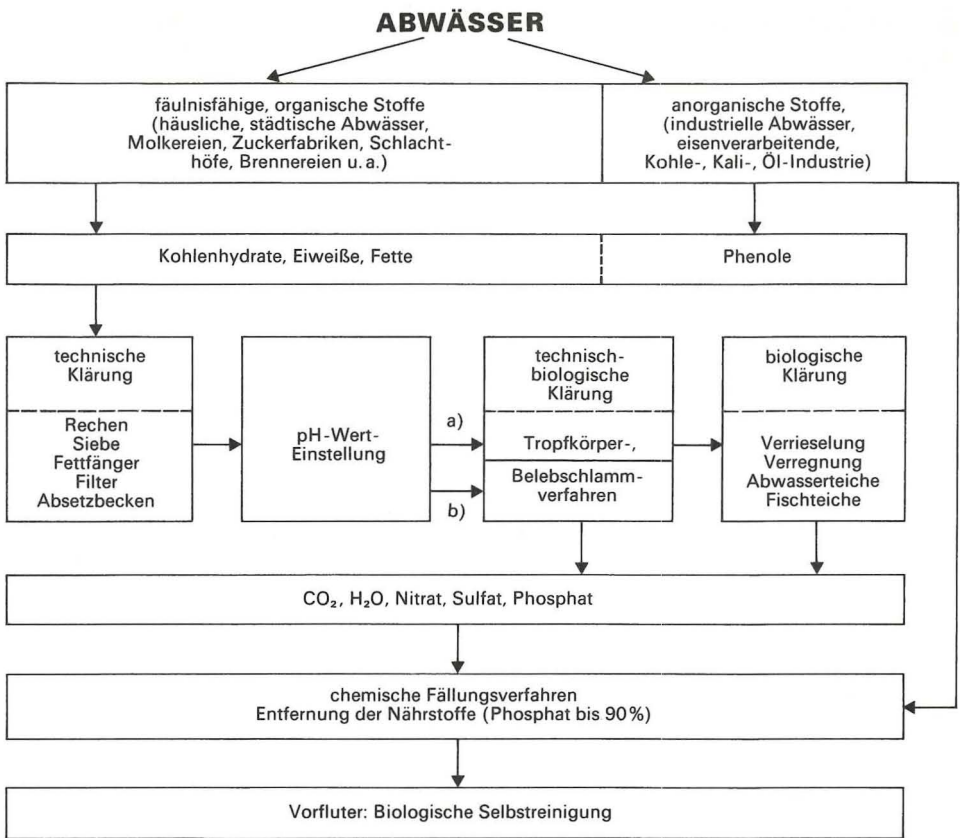 ABWÄSSER
fäulnisfähige, organische Stoffe
(häusliche, städtische Abwässer,
Molkereien, Zuckerfabriken, Schlacht-
höfe, Brennereien u. a.)
anorganische Stoffe,
(industrielle Abwässer,
eisenverarbeitende,
Kohle-, Kali-, Öl-Industrie)
Kohlenhydrate, Eiweiße, Fette
Phenole
technische
Klärung
Rechen
Siebe
Fettfänger
Filter
Absetzbecken
pH-Wert-
Einstellung
a)
b)
technisch-
biologische
Klärung
Tropfkörper-,
Belebschlamm-
verfahren
biologische
Klärung
Verrieselung
Verregnung
Abwasserteiche
Fischteiche
CO₂, H₂O, Nitrat, Sulfat, Phosphat
chemische Fällungsverfahren
Entfernung der Nährstoffe (Phosphat bis 90%)
Vorfluter: Biologische Selbstreinigung